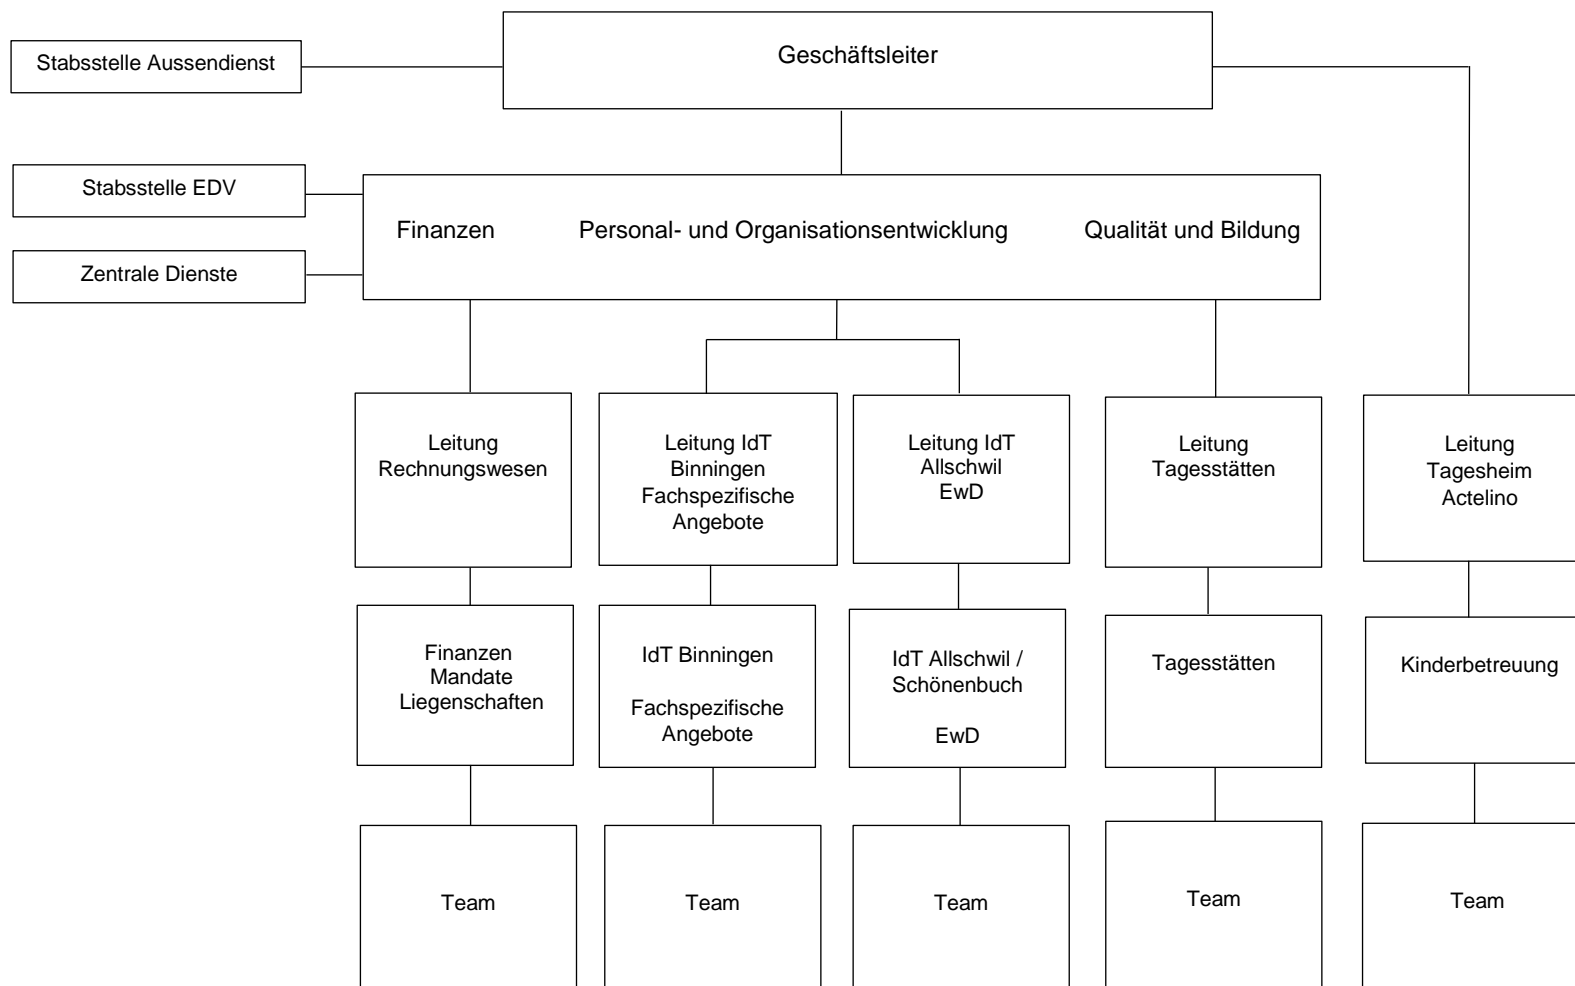 Geschäftsleiter
Stabsstelle Aussendienst
Stabsstelle EDV
Finanzen
Personal- und Organisationsentwicklung
Qualität und Bildung
Zentrale Dienste
Leitung
Rechnungswesen
Leitung IdT
Binningen
Fachspezifische
Angebote
Leitung IdT
Allschwil
EwD
Leitung
Tagesstätten
Leitung
Tagesheim
Actelino
Finanzen
Mandate
Liegenschaften
IdT Binningen
Fachspezifische
Angebote
IdT Allschwil /
Schönenbuch
EwD
Tagesstätten
Kinderbetreuung
Team
Team
Team
Team
Team